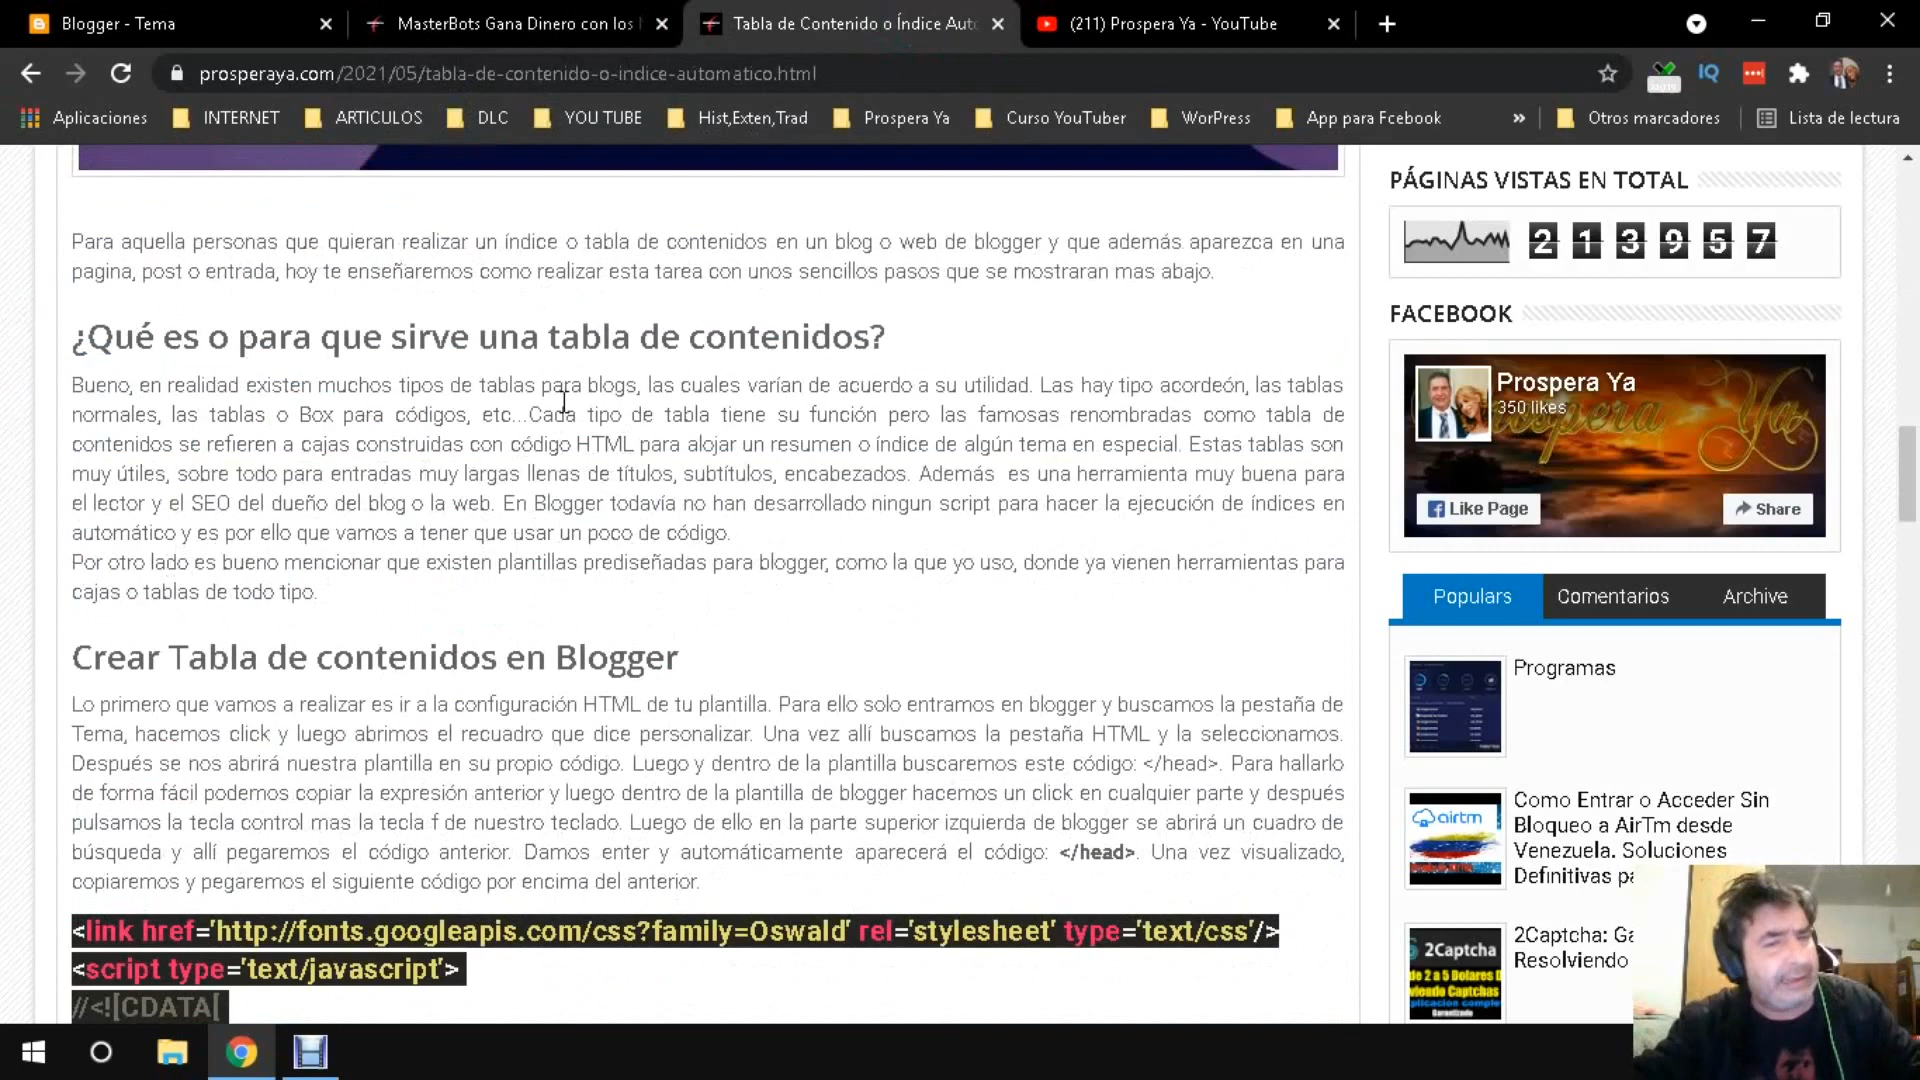 Blogger - Tema
MasterBots Gana Dinero con los
Tabla de Contenido o Índice Auto
(211) Prospera Ya - YouTube
prosperaya.com/2021/05/tabla-de-contenido-o-indice-automatico.html
IQ
Aplicaciones
INTERNET
ARTICULOS
DLC
YOU TUBE
Hist,Exten,Trad
Prospera Ya
Curso YouTuber
WorPress
App para Fcebook
»
Otros marcadores
Lista de lectura
Para aquella personas que quieran realizar un índice o tabla de contenidos en un blog o web de blogger y que además aparezca en una
pagina, post o entrada, hoy te enseñaremos como realizar esta tarea con unos sencillos pasos que se mostraran mas abajo.
¿Qué es o para que sirve una tabla de contenidos?
Bueno, en realidad existen muchos tipos de tablas para blogs, las cuales varían de acuerdo a su utilidad. Las hay tipo acordeón, las tablas
normales, las tablas o Box para códigos, etc...Cada tipo de tabla tiene su función pero las famosas renombradas como tabla de
contenidos se refieren a cajas construidas con código HTML para alojar un resumen o índice de algún tema en especial. Estas tablas son
muy útiles, sobre todo para entradas muy largas llenas de títulos, subtítulos, encabezados. Además es una herramienta muy buena para
el lector y el SEO del dueño del blog o la web. En Blogger todavía no han desarrollado ningun script para hacer la ejecución de índices en
automático y es por ello que vamos a tener que usar un poco de código.
Por otro lado es bueno mencionar que existen plantillas prediseñadas para blogger, como la que yo uso, donde ya vienen herramientas para
cajas o tablas de todo tipo.
Crear Tabla de contenidos en Blogger
Lo primero que vamos a realizar es ir a la configuración HTML de tu plantilla. Para ello solo entramos en blogger y buscamos la pestaña de
Tema, hacemos click y luego abrimos el recuadro que dice personalizar. Una vez allí buscamos la pestaña HTML y la seleccionamos.
Después se nos abrirá nuestra plantilla en su propio código. Luego y dentro de la plantilla buscaremos este código: </head>. Para hallarlo
de forma fácil podemos copiar la expresión anterior y luego dentro de la plantilla de blogger hacemos un click en cualquier parte y después
pulsamos la tecla control mas la tecla f de nuestro teclado. Luego de ello en la parte superior izquierda de blogger se abrirá un cuadro de
búsqueda y allí pegaremos el código anterior. Damos enter y automáticamente aparecerá el código: </head>. Una vez visualizado,
copiaremos y pegaremos el siguiente código por encima del anterior.
<link href='http://fonts.googleapis.com/css?family=Oswald' rel='stylesheet' type='text/css'/>
<script type='text/javascript'>
//<![CDATA[
PÁGINAS VISTAS EN TOTAL
213957
FACEBOOK
Prospera Ya
350 likes
Like Page
Share
Populars
Comentarios
Archive
Programas
airtm
Como Entrar o Acceder Sin
Bloqueo a AirTm desde
Venezuela. Soluciones
Definitivas pa
2Captcha
de 2 a 5 Dolares D
viendo Captchas
plicacion comple
Garantizado
2Captcha: Ga
Resolviendo